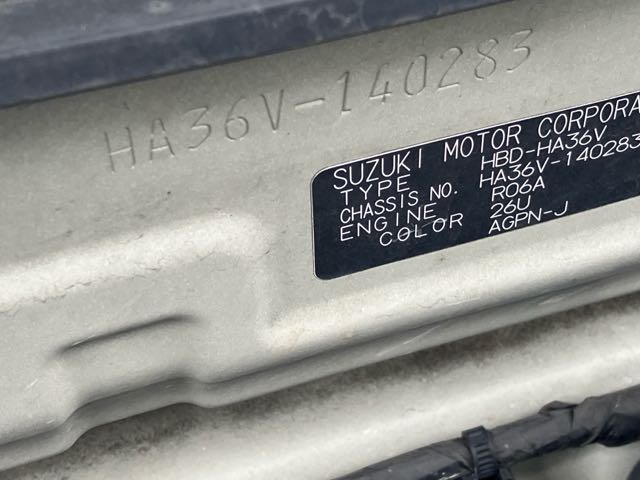 HA36V-140283
SUZUKI MOTOR CORPORA
TYPE HBD-HA36V
CHASSIS NO. HA36V-140283
ENGINE R06A
COLOR 26U
AGPN-J